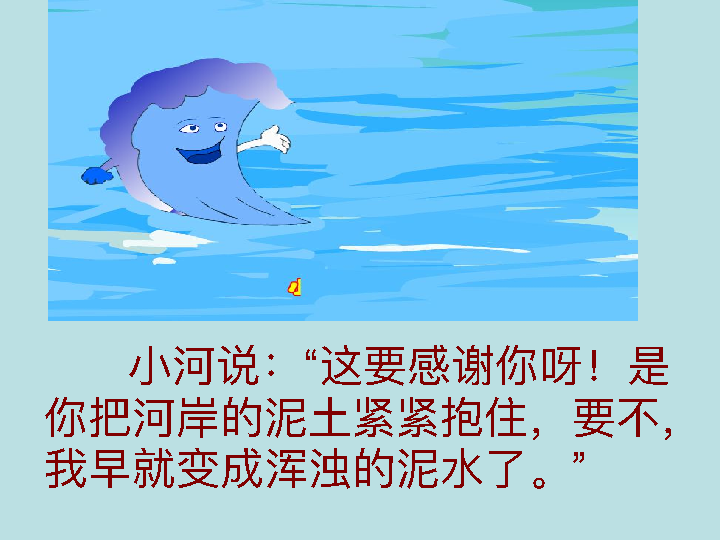 小河说：“这要感谢你呀！是
你把河岸的泥土紧紧抱住，要不，
我早就变成浑浊的泥水了。”